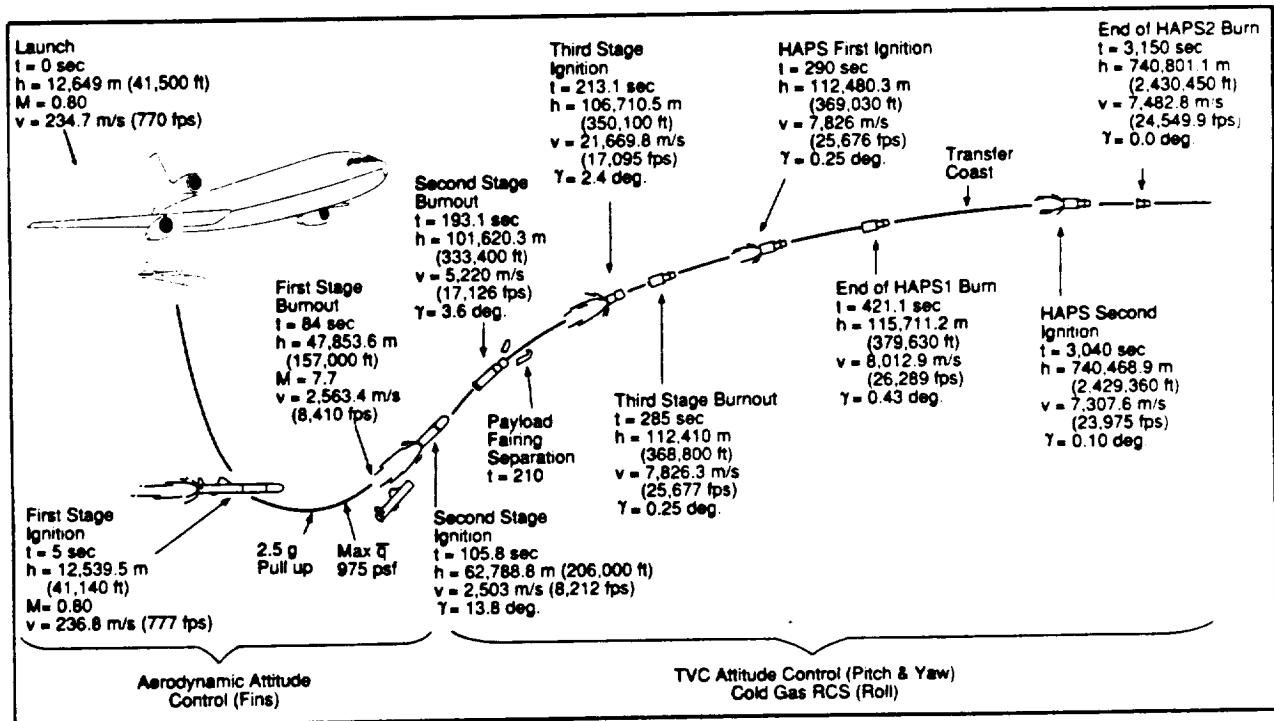 Launch
t = 0 sec
h = 12,649 m (41,500 ft)
M = 0.80
v = 234.7 m/s (770 fps)
First Stage
Ignition
t = 5 sec
h = 12,539.5 m
(41,140 ft)
M= 0.80
v = 236.8 m/s (777 fps)
2.5 g
Pull up
Max q̅
975 psf
First Stage
Burnout
t = 84 sec
h = 47,853.6 m
(157,000 ft)
M = 7.7
v = 2,563.4 m/s
(8,410 fps)
Second Stage
Ignition
t = 105.8 sec
h = 62,788.8 m (206,000 ft)
v = 2,503 m/s (8,212 fps)
γ= 13.8 deg.
Second Stage
Burnout
t = 193.1 sec
h = 101,620.3 m
(333,400 ft)
v = 5,220 m/s
(17,126 fps)
γ= 3.6 deg.
Payload
Fairing
Separation
t = 210
Third Stage
Ignition
t = 213.1 sec
h = 106,710.5 m
(350,100 ft)
v = 21,669.8 m/s
(17,095 fps)
γ= 2.4 deg.
Third Stage Burnout
t = 285 sec
h = 112,410 m
(368,800 ft)
v = 7,826.3 m/s
(25,677 fps)
γ = 0.25 deg.
HAPS First Ignition
t = 290 sec
h = 112,480.3 m
(369,030 ft)
v = 7,826 m/s
(25,676 fps)
γ = 0.25 deg.
End of HAPS1 Burn
t = 421.1 sec
h = 115,711.2 m
(379,630 ft)
v = 8,012.9 m/s
(26,289 fps)
γ = 0.43 deg.
Transfer
Coast
HAPS Second
Ignition
t = 3,040 sec
h = 740,468.9 m
(2,429,360 ft)
v = 7,307.6 m/s
(23,975 fps)
γ = 0.10 deg
End of HAPS2 Burn
t = 3,150 sec
h = 740,801.1 m
(2,430,450 ft)
v = 7,482.8 m/s
(24,549.9 fps)
γ = 0.0 deg.
Aerodynamic Attitude
Control (Fins)
TVC Attitude Control (Pitch & Yaw)
Cold Gas RCS (Roll)